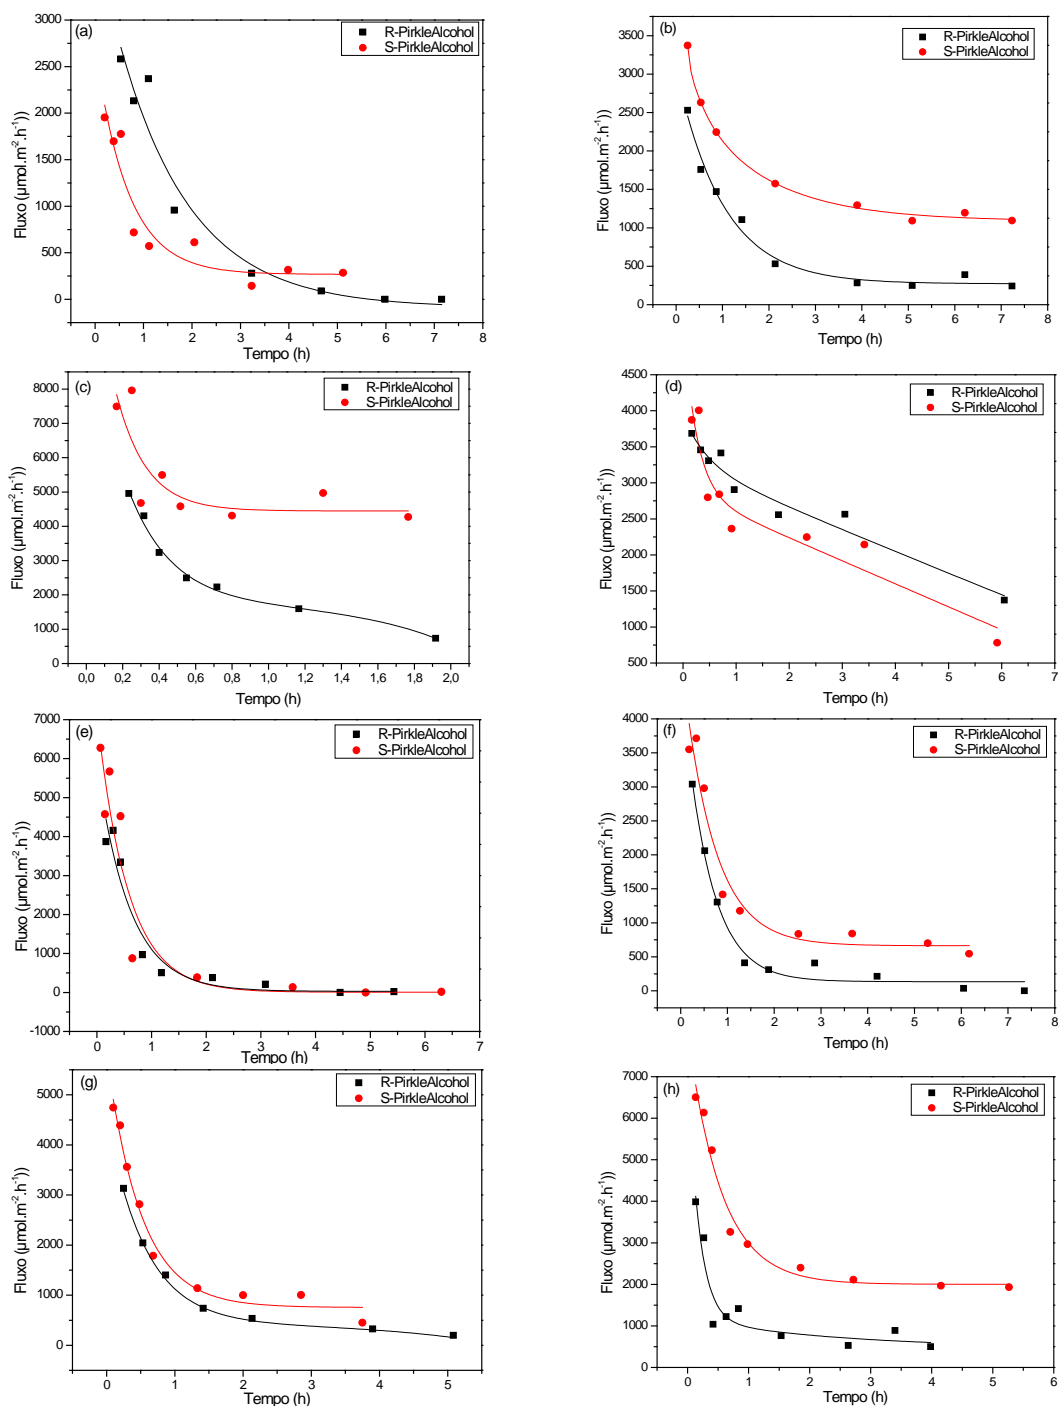 (a)
R-PirkleAlcohol
S-PirkleAlcohol
Fluxo (µmol.m⁻².h⁻¹))
3000
2500
2000
1500
1000
500
0
0 1 2 3 4 5 6 7 8
Tempo (h)
(b)
R-PirkleAlcohol
S-PirkleAlcohol
Fluxo (µmol.m⁻².h⁻¹))
3500
3000
2500
2000
1500
1000
500
0
0 1 2 3 4 5 6 7 8
Tempo (h)
(c)
R-PirkleAlcohol
S-PirkleAlcohol
Fluxo (µmol.m⁻².h⁻¹))
8000
7000
6000
5000
4000
3000
2000
1000
0
0,0 0,2 0,4 0,6 0,8 1,0 1,2 1,4 1,6 1,8 2,0
Tempo (h)
(d)
R-PirkleAlcohol
S-PirkleAlcohol
Fluxo (µmol.m⁻².h⁻¹))
4500
4000
3500
3000
2500
2000
1500
1000
500
0 1 2 3 4 5 6 7
Tempo (h)
(e)
R-PirkleAlcohol
S-PirkleAlcohol
Fluxo (µmol.m⁻².h⁻¹))
7000
6000
5000
4000
3000
2000
1000
0
-1000
0 1 2 3 4 5 6 7
Tempo (h)
(f)
R-PirkleAlcohol
S-PirkleAlcohol
Fluxo (µmol.m⁻².h⁻¹))
4000
3500
3000
2500
2000
1500
1000
500
0
0 1 2 3 4 5 6 7 8
Tempo (h)
(g)
R-PirkleAlcohol
S-PirkleAlcohol
Fluxo (µmol.m⁻².h⁻¹))
5000
4000
3000
2000
1000
0
0 1 2 3 4 5
Tempo (h)
(h)
R-PirkleAlcohol
S-PirkleAlcohol
Fluxo (µmol.m⁻².h⁻¹))
7000
6000
5000
4000
3000
2000
1000
0
0 1 2 3 4 5 6
Tempo (h)